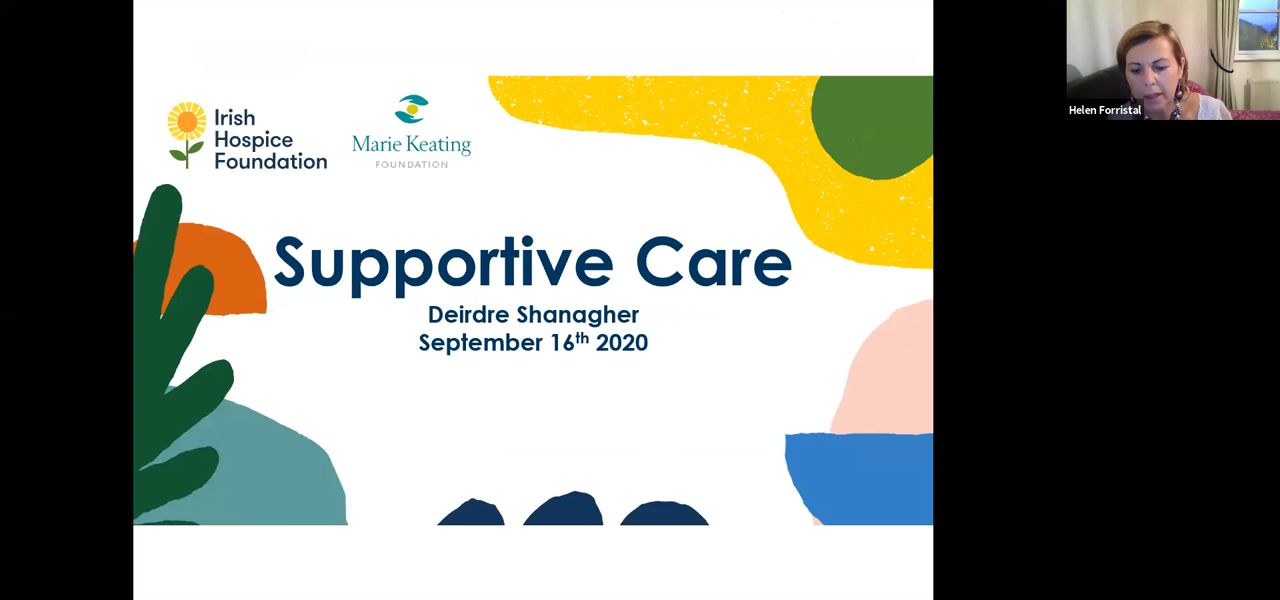 Irish
Hospice
Foundation
Marie Keating
FOUNDATION
Supportive Care
Deirdre Shanagher
September 16th 2020
Helen Forristal